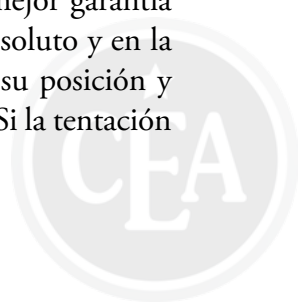 mejor garantía
soluto y en la
su posición y
Si la tentación
CEA